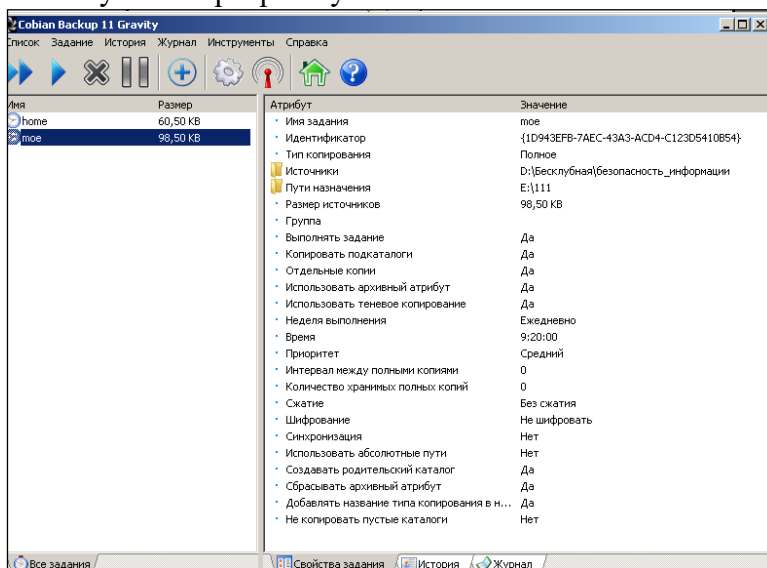 Cobian Backup 11 Gravity
Список Задание История Журнал Инструменты Справка
Имя Размер
home 60,50 KB
moe 98,50 KB
Атрибут Значение
Имя задания moe
Идентификатор {1D943EFB-7AEC-43A3-ACD4-C123D5410B54}
Тип копирования Полное
Источники D:\Бесклубная\безопасность_информации
Пути назначения E:\111
Размер источников 98,50 KB
Группа
Выполнять задание Да
Копировать подкаталоги Да
Отдельные копии Да
Использовать архивный атрибут Да
Использовать теневое копирование Да
Неделя выполнения Ежедневно
Время 9:20:00
Приоритет Средний
Интервал между полными копиями 0
Количество хранимых полных копий 0
Сжатие Без сжатия
Шифрование Не шифровать
Синхронизация Нет
Использовать абсолютные пути Нет
Создавать родительский каталог Да
Сбрасывать архивный атрибут Да
Добавлять название типа копирования в н... Да
Не копировать пустые каталоги Нет
Все задания Свойства задания История Журнал